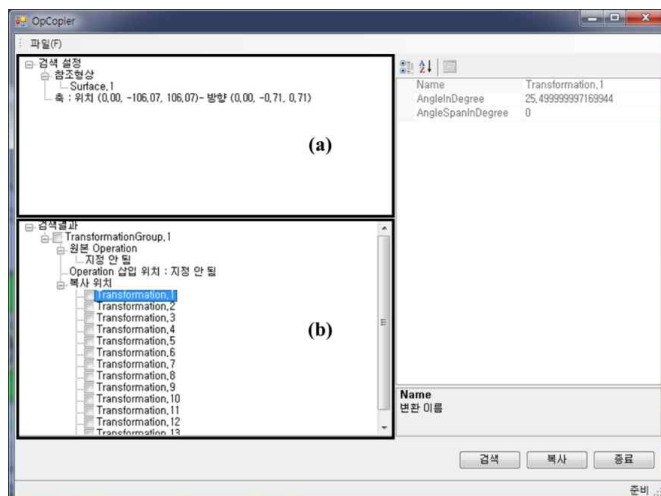 OpCopier
파일(F)
검색 설정
참조형상
Surface.1
축 : 위치 (0.00, -106.07, 106.07)- 방향 (0.00, -0.71, 0.71)
(a)
검색결과
TransformationGroup.1
원본 Operation
지정 안 됨
Operation 삽입 위치 : 지정 안 됨
복사 위치
Transformation.1
Transformation.2
Transformation.3
Transformation.4
Transformation.5
Transformation.6
Transformation.7
Transformation.8
Transformation.9
Transformation.10
Transformation.11
Transformation.12
Transformation.13
(b)
Name Transformation.1
AngleInDegree 25.499999997169944
AngleSpanInDegree 0
Name
변환 이름
검색 복사 종료
준비